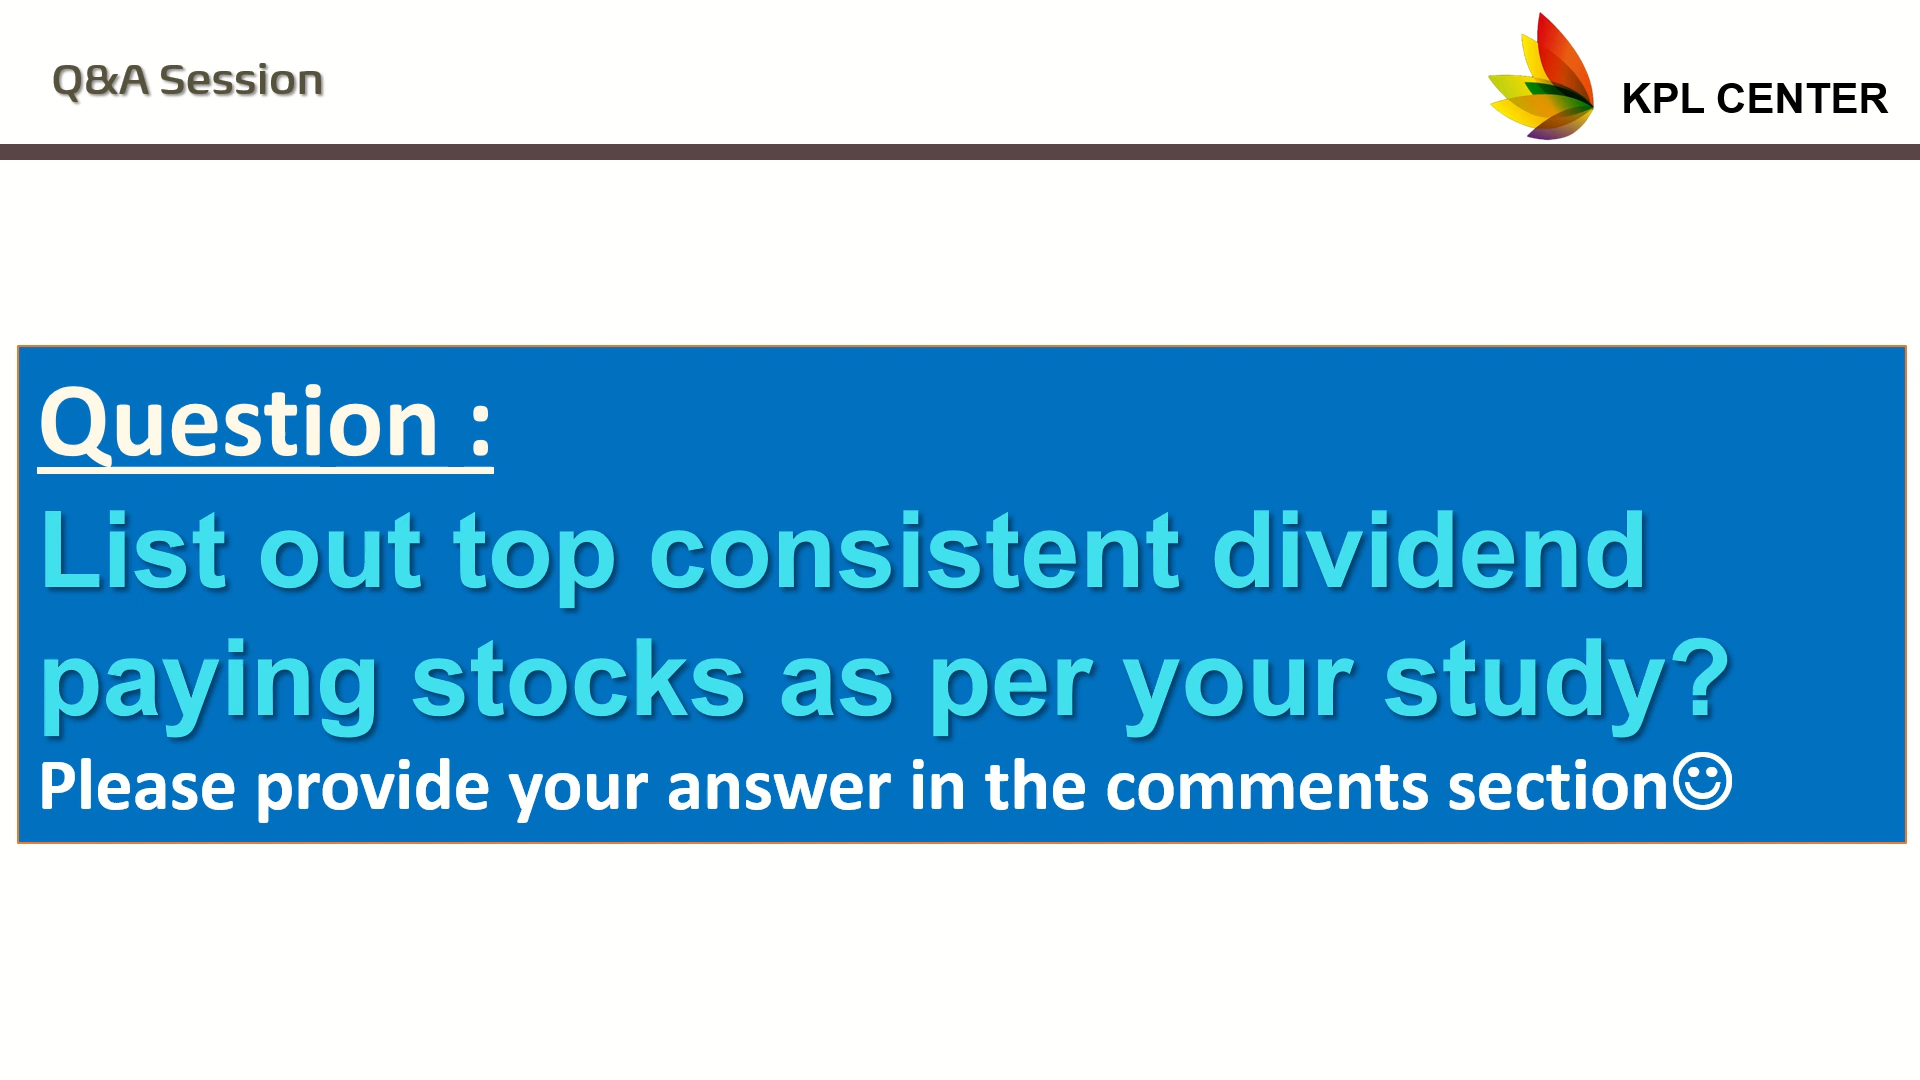 Q&A Session
KPL CENTER
Question :
List out top consistent dividend
paying stocks as per your study?
Please provide your answer in the comments section☺